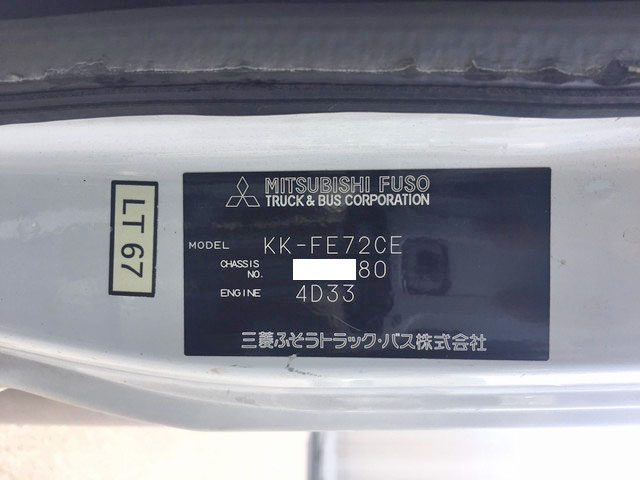 MITSUBISHI FUSO
TRUCK & BUS CORPORATION
MODEL KK-FE72CE
CHASSIS NO. 80
ENGINE 4D33
三菱ふそうトラック・バス株式会社
LT 67